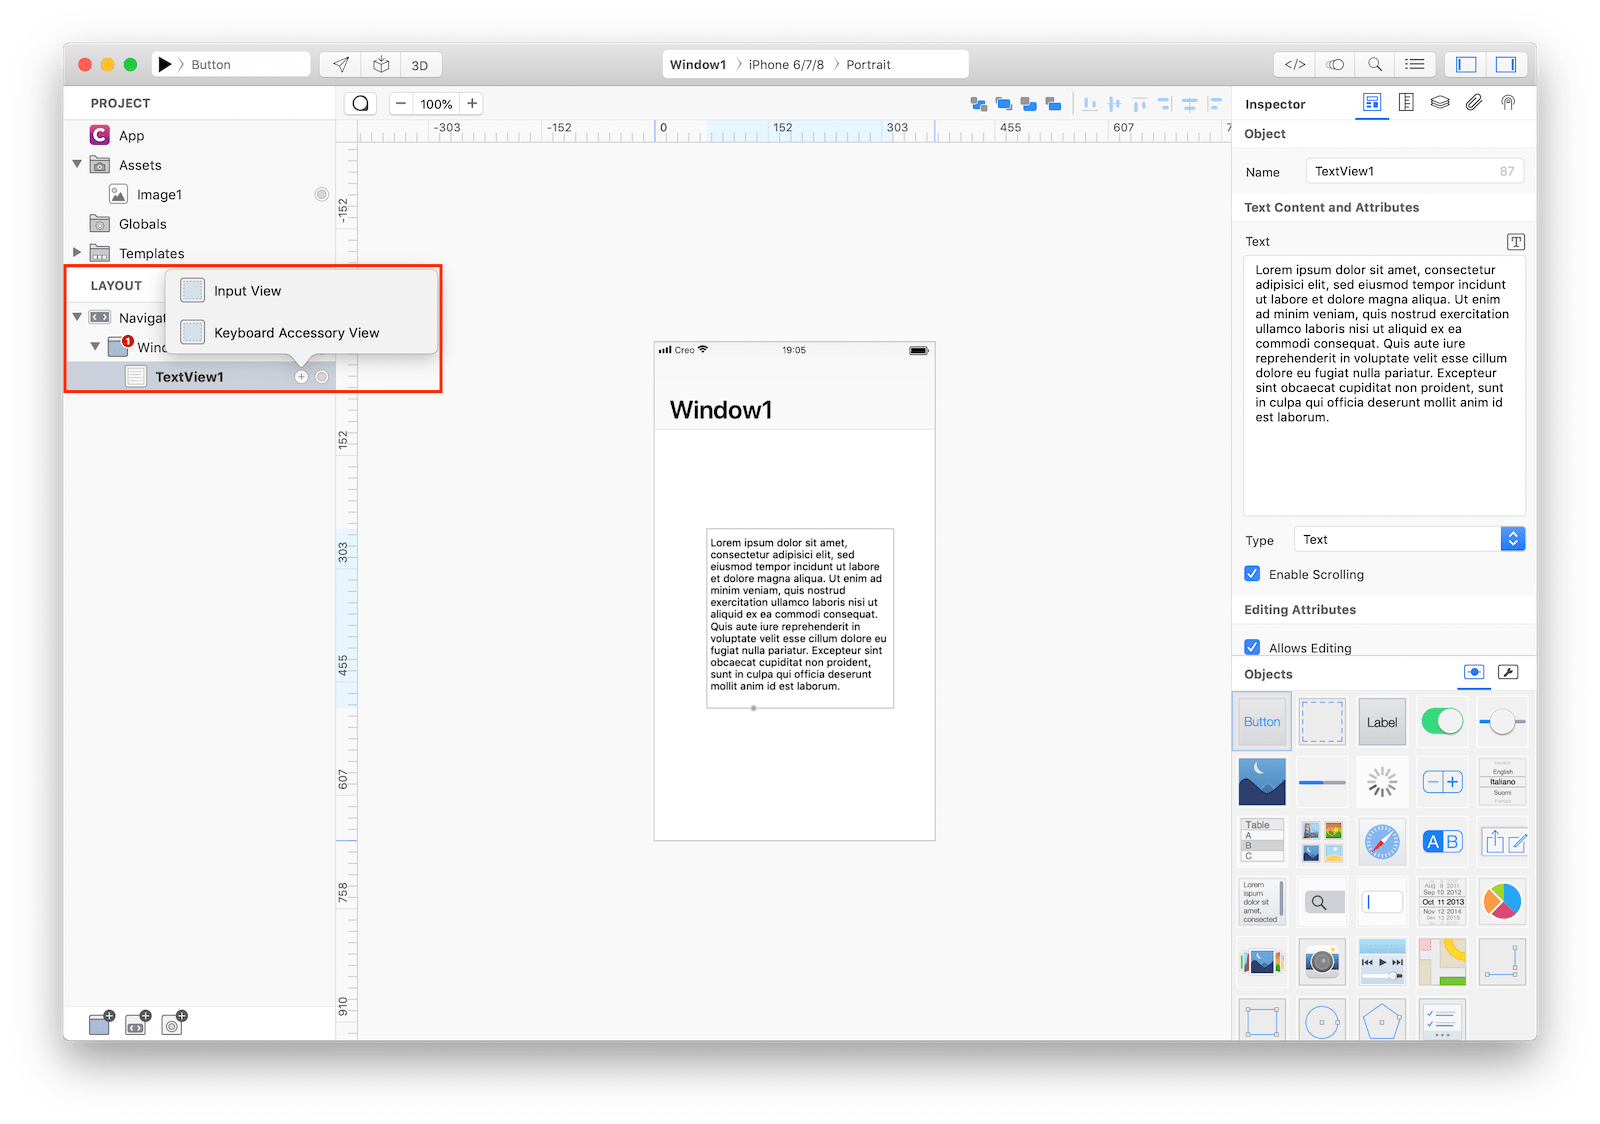 Button
3D
Window1
iPhone 6/7/8
Portrait
PROJECT
App
Assets
Image1
Globals
Templates
LAYOUT
Navigat
1
Wind
TextView1
Input View
Keyboard Accessory View
100%
-303
-152
0
152
303
455
607
7
-152
152
303
455
607
758
910
Creo
19:05
Window1
Lorem ipsum dolor sit amet,
consectetur adipisici elit, sed
eiusmod tempor incidunt ut labore
et dolore magna aliqua. Ut enim ad
minim veniam, quis nostrud
exercitation ullamco laboris nisi ut
aliquid ex ea commodi consequat.
Quis aute iure reprehenderit in
voluptate velit esse cillum dolore eu
fugiat nulla pariatur. Excepteur sint
obcaecat cupiditat non proident,
sunt in culpa qui officia deserunt
mollit anim id est laborum.
Inspector
Object
Name
TextView1
87
Text Content and Attributes
Text
T
Lorem ipsum dolor sit amet, consectetur
adipisici elit, sed eiusmod tempor incidunt
ut labore et dolore magna aliqua. Ut enim
ad minim veniam, quis nostrud exercitation
ullamco laboris nisi ut aliquid ex ea
commodi consequat. Quis aute iure
reprehenderit in voluptate velit esse cillum
dolore eu fugiat nulla pariatur. Excepteur
sint obcaecat cupiditat non proident, sunt
in culpa qui officia deserunt mollit anim id
est laborum.
Type
Text
Enable Scrolling
Editing Attributes
Allows Editing
Objects
Button
Label
English
Italiano
Suomi
Table
A
B
C
A B
Lorem
ispum
dolor sit
amet,
consected
Aug 9 2011
Sep 10 2012
Oct 11 2013
Nov 12 2014
Dec 13 2015